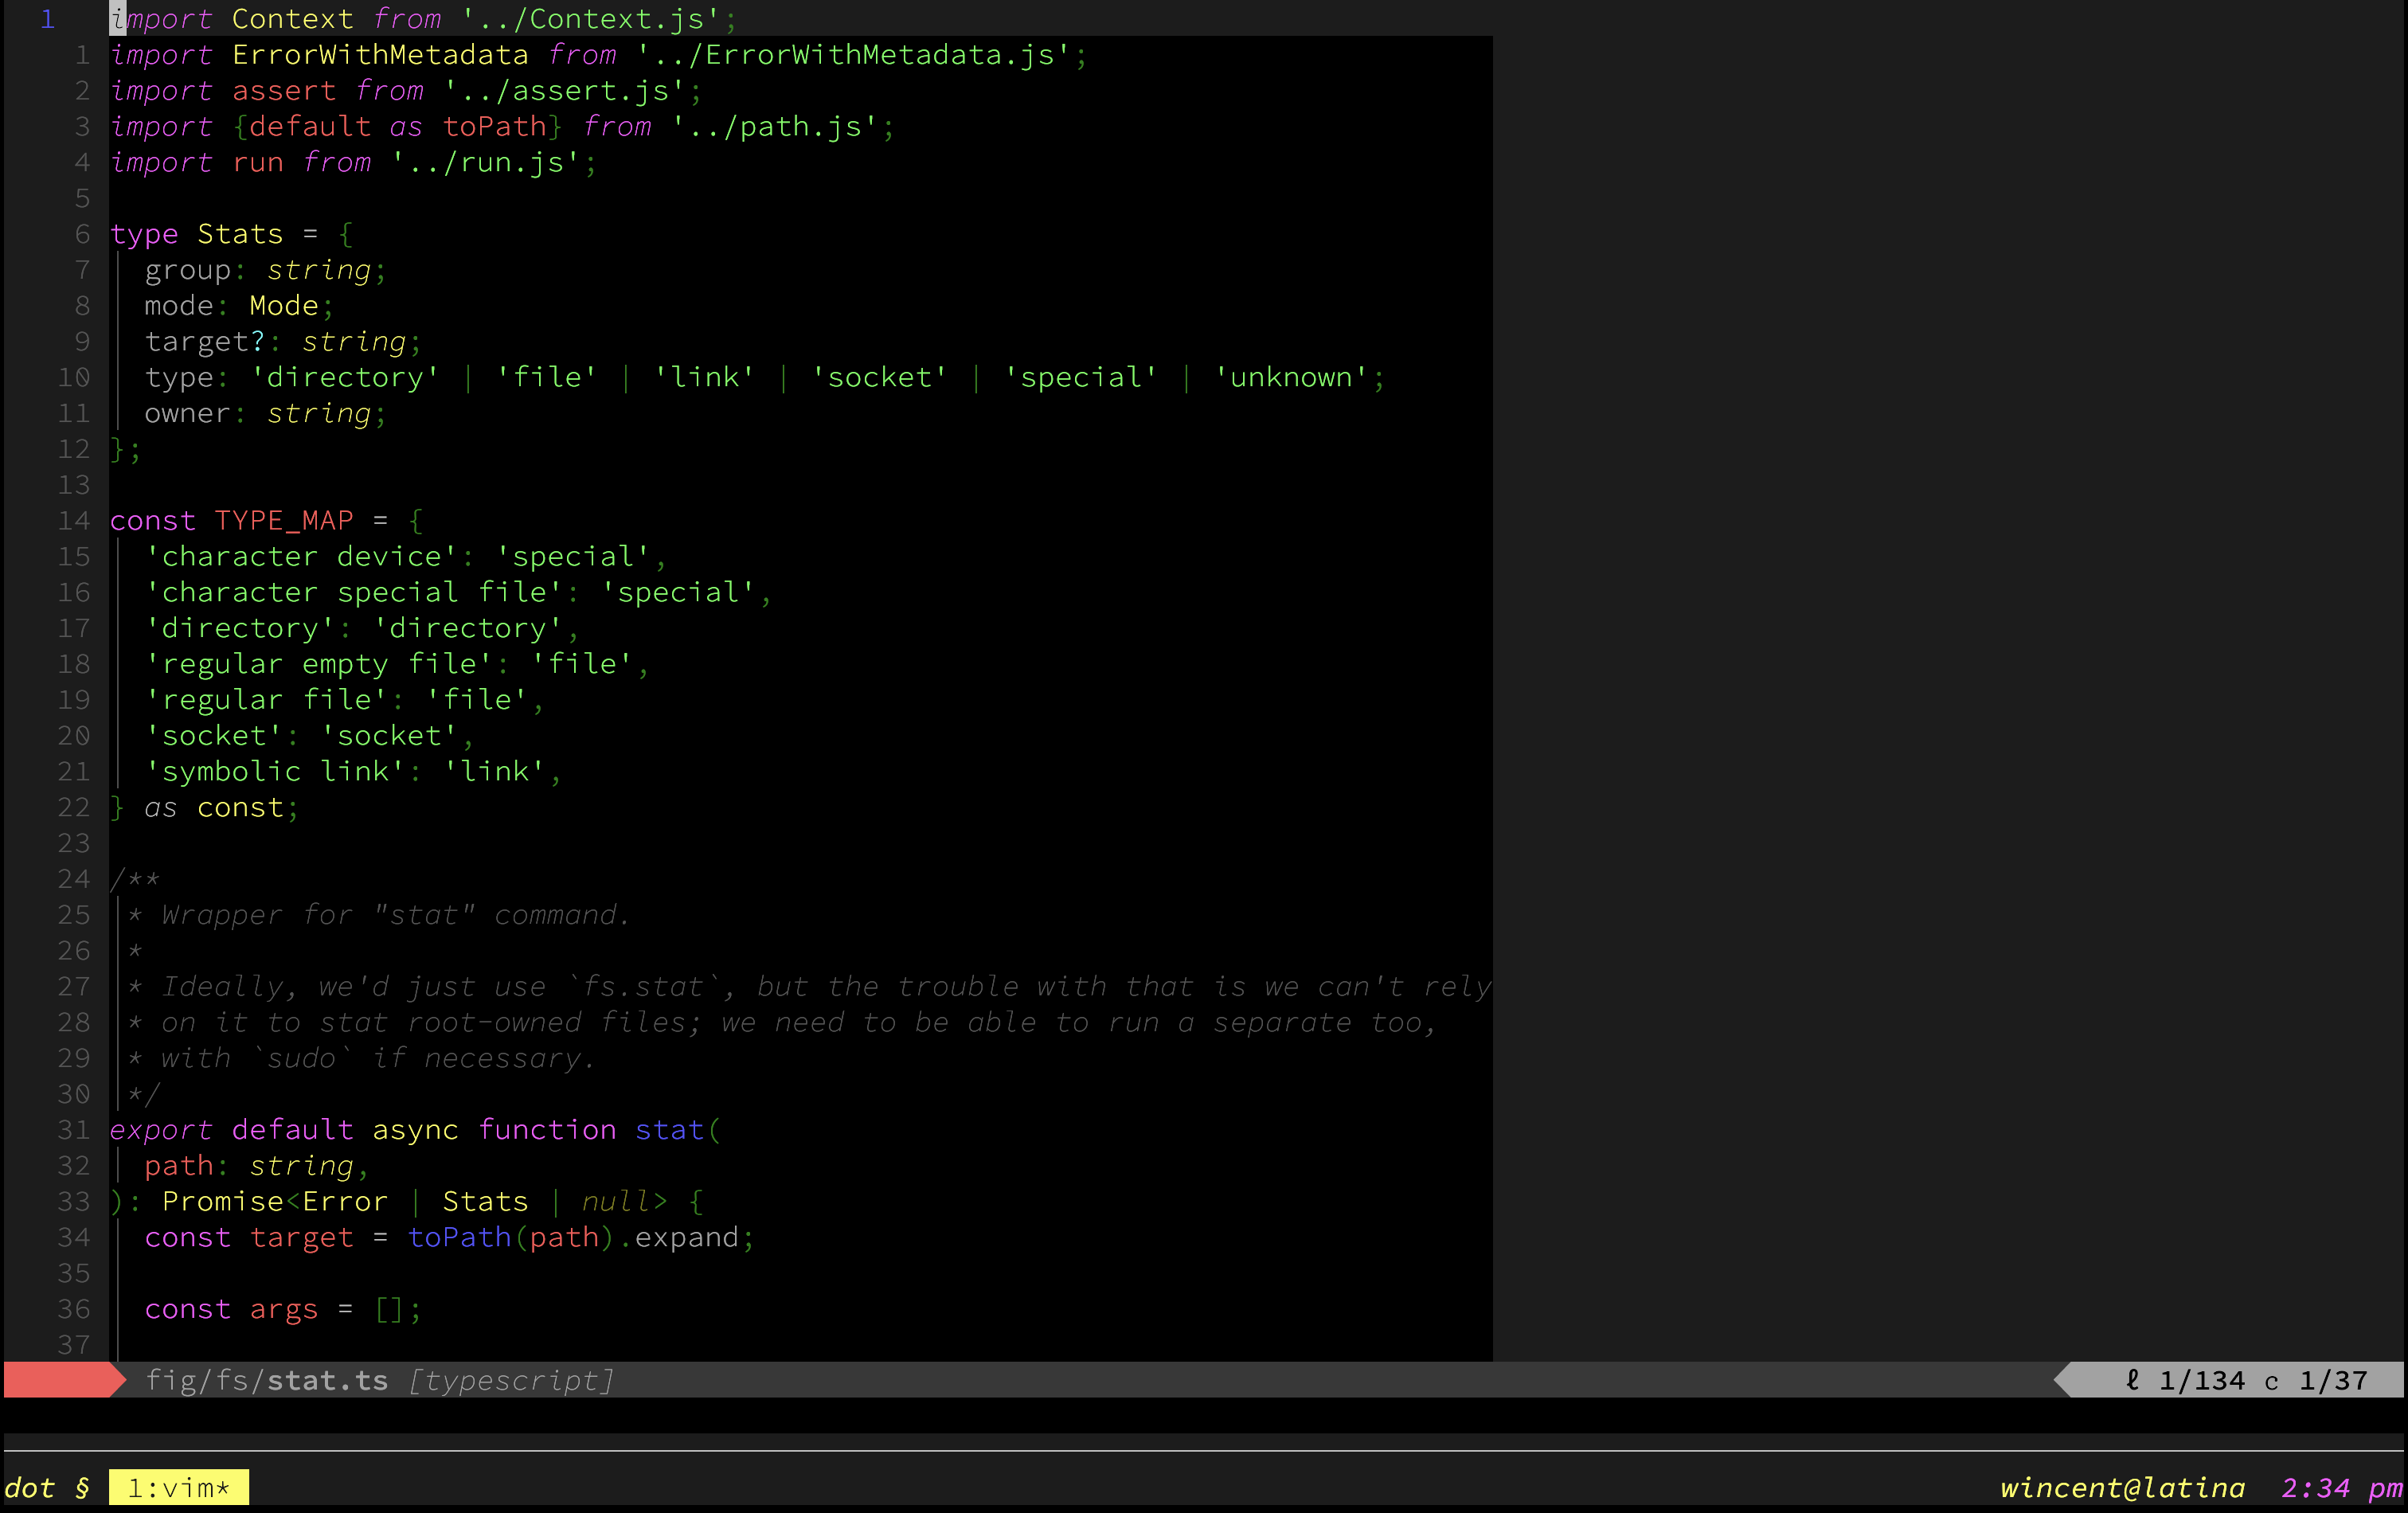 1 import Context from '../Context.js';
1 import ErrorWithMetadata from '../ErrorWithMetadata.js';
2 import assert from '../assert.js';
3 import {default as toPath} from '../path.js';
4 import run from '../run.js';
5
6 type Stats = {
7   group: string;
8   mode: Mode;
9   target?: string;
10   type: 'directory' | 'file' | 'link' | 'socket' | 'special' | 'unknown';
11   owner: string;
12 };
13
14 const TYPE_MAP = {
15   'character device': 'special',
16   'character special file': 'special',
17   'directory': 'directory',
18   'regular empty file': 'file',
19   'regular file': 'file',
20   'socket': 'socket',
21   'symbolic link': 'link',
22 } as const;
23
24 /**
25  * Wrapper for "stat" command.
26  *
27  * Ideally, we'd just use `fs.stat`, but the trouble with that is we can't rely
28  * on it to stat root-owned files; we need to be able to run a separate too,
29  * with `sudo` if necessary.
30  */
31 export default async function stat(
32   path: string,
33 ): Promise<Error | Stats | null> {
34   const target = toPath(path).expand;
35
36   const args = [];
37
fig/fs/stat.ts [typescript] ℓ 1/134 c 1/37
dot § 1:vim* wincent@latina 2:34 pm